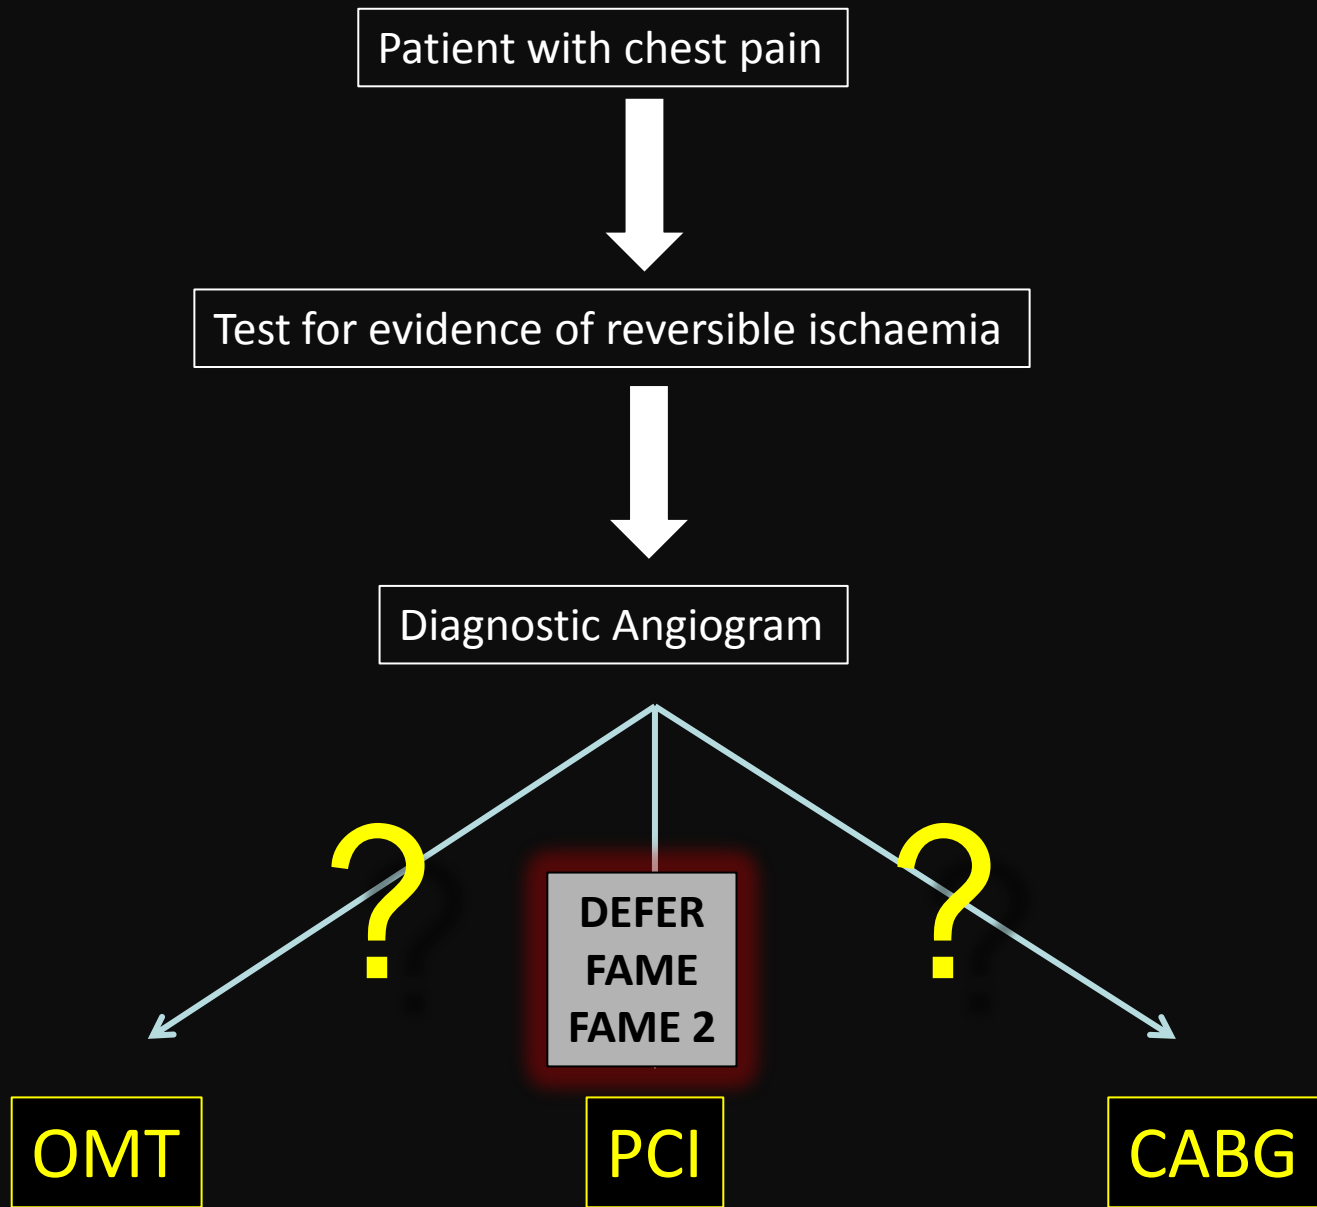 Patient with chest pain
Test for evidence of reversible ischaemia
Diagnostic Angiogram
? ?
DEFER
FAME
FAME 2
OMT PCI CABG